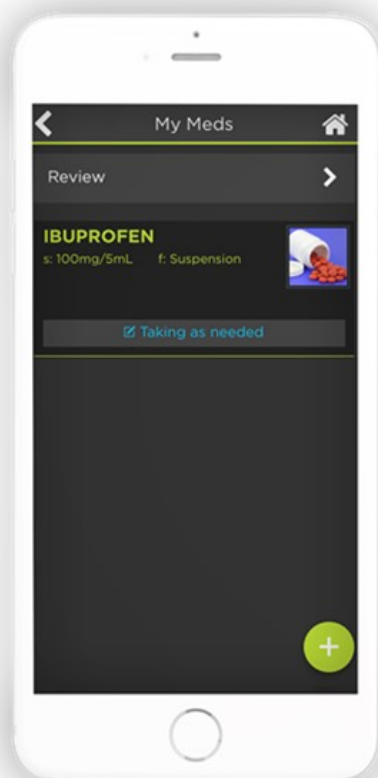 My Meds
Review
IBUPROFEN
s: 100mg/5mL f: Suspension
Taking as needed